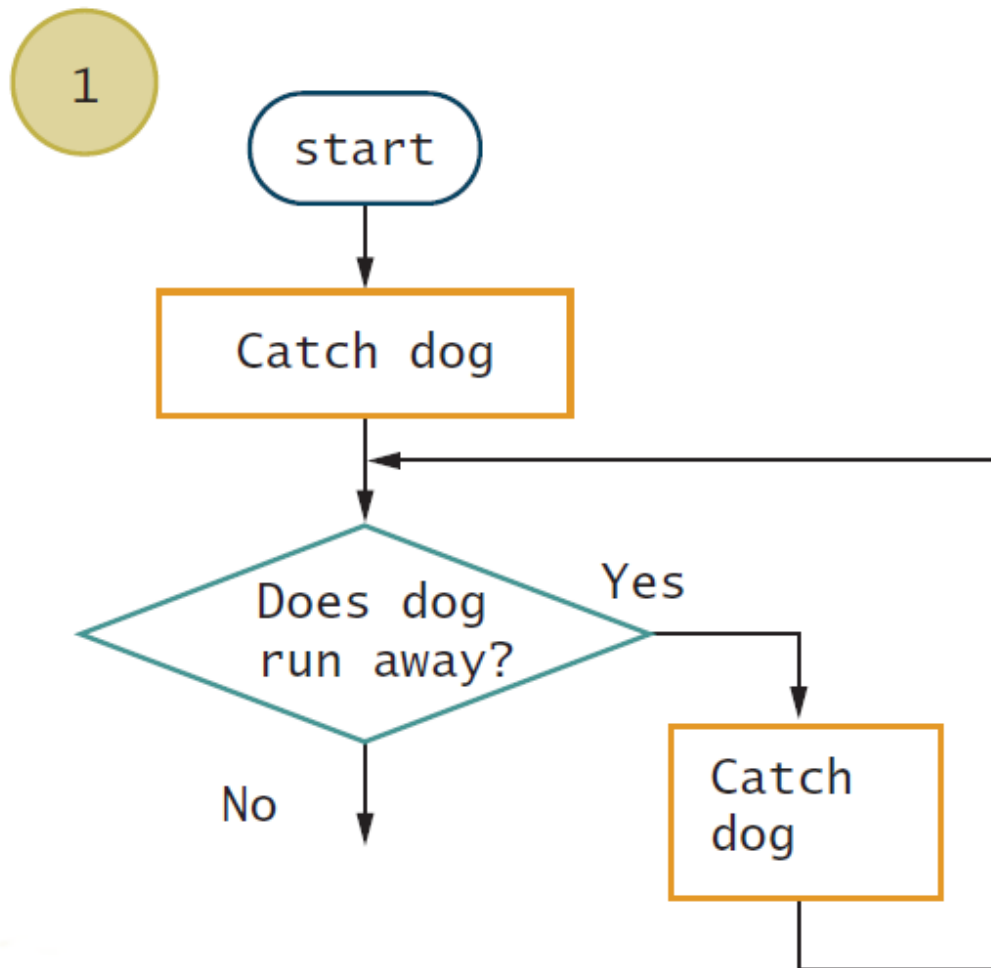 1
start
Catch dog
Does dog
run away?
Yes
No
Catch
dog